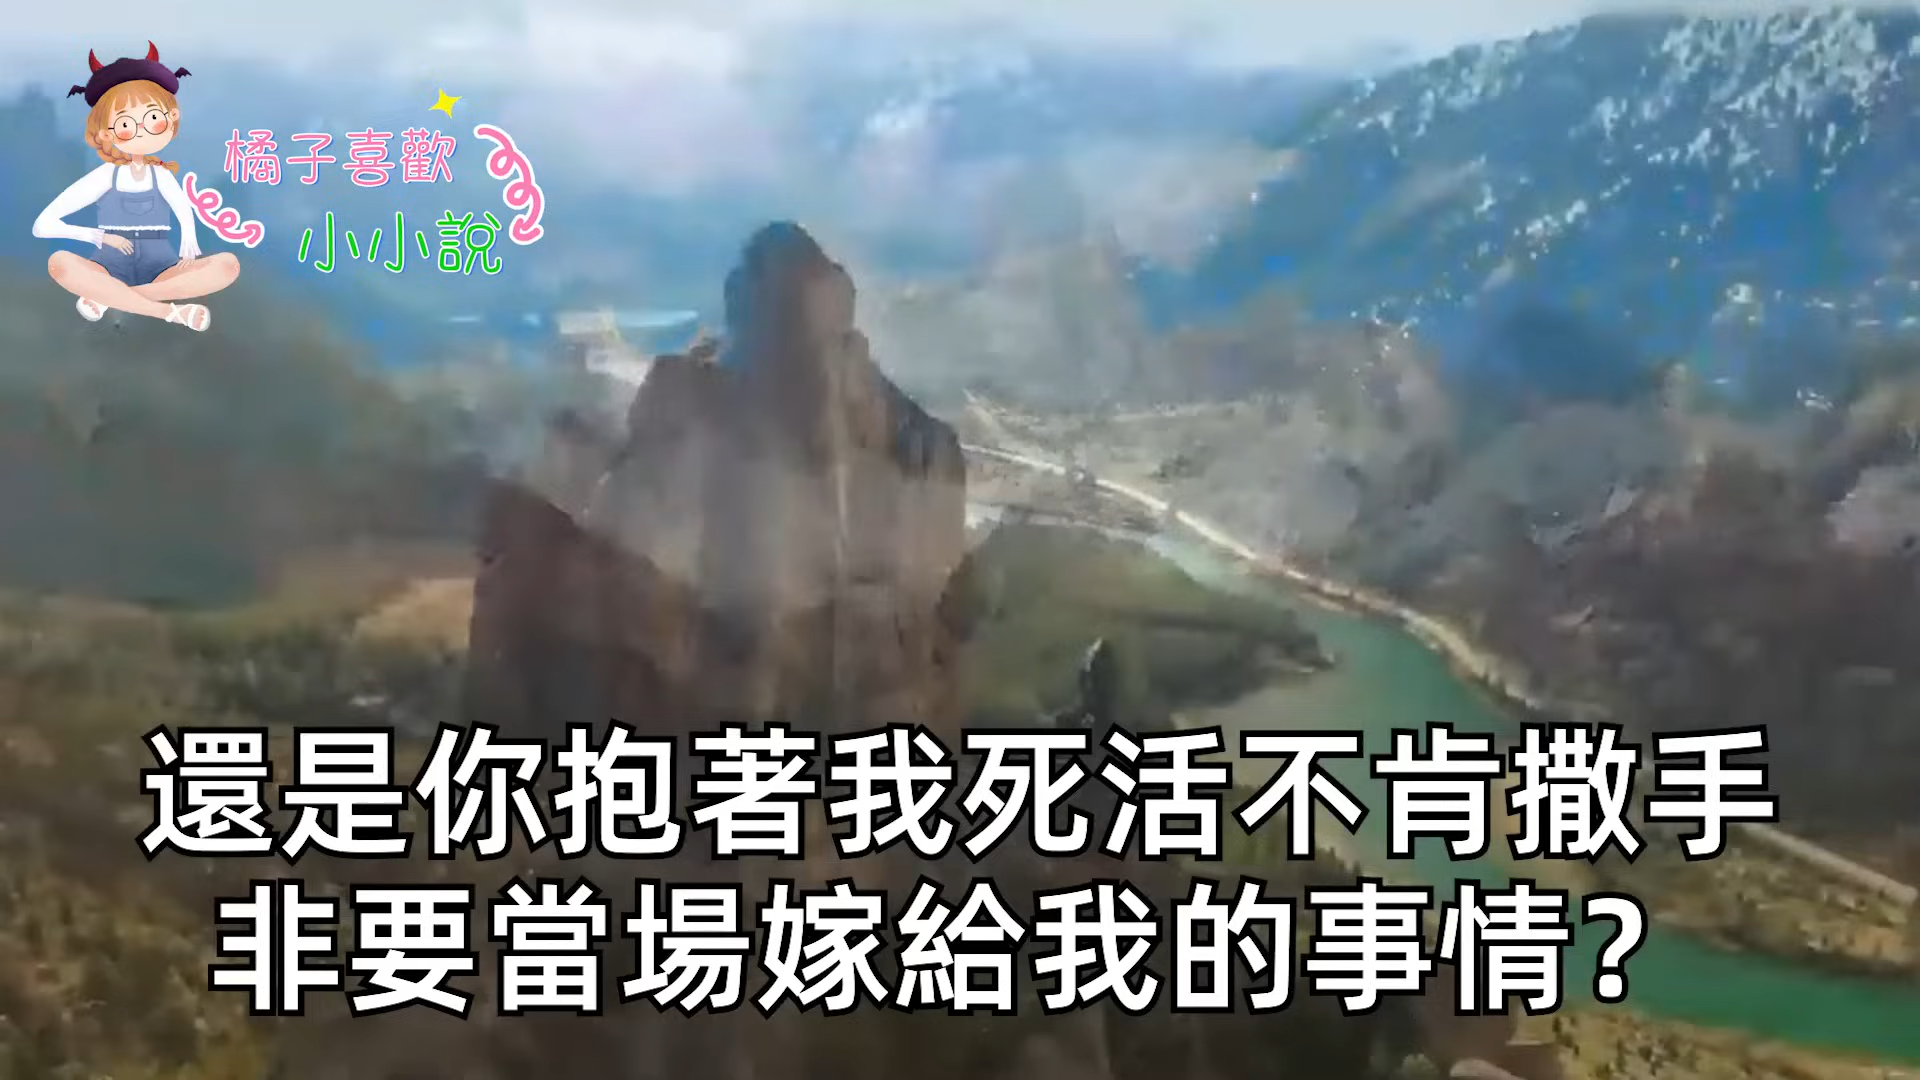 橘子喜歡
小小說
還是你抱著我死活不肯撒手
非要當場嫁給我的事情？